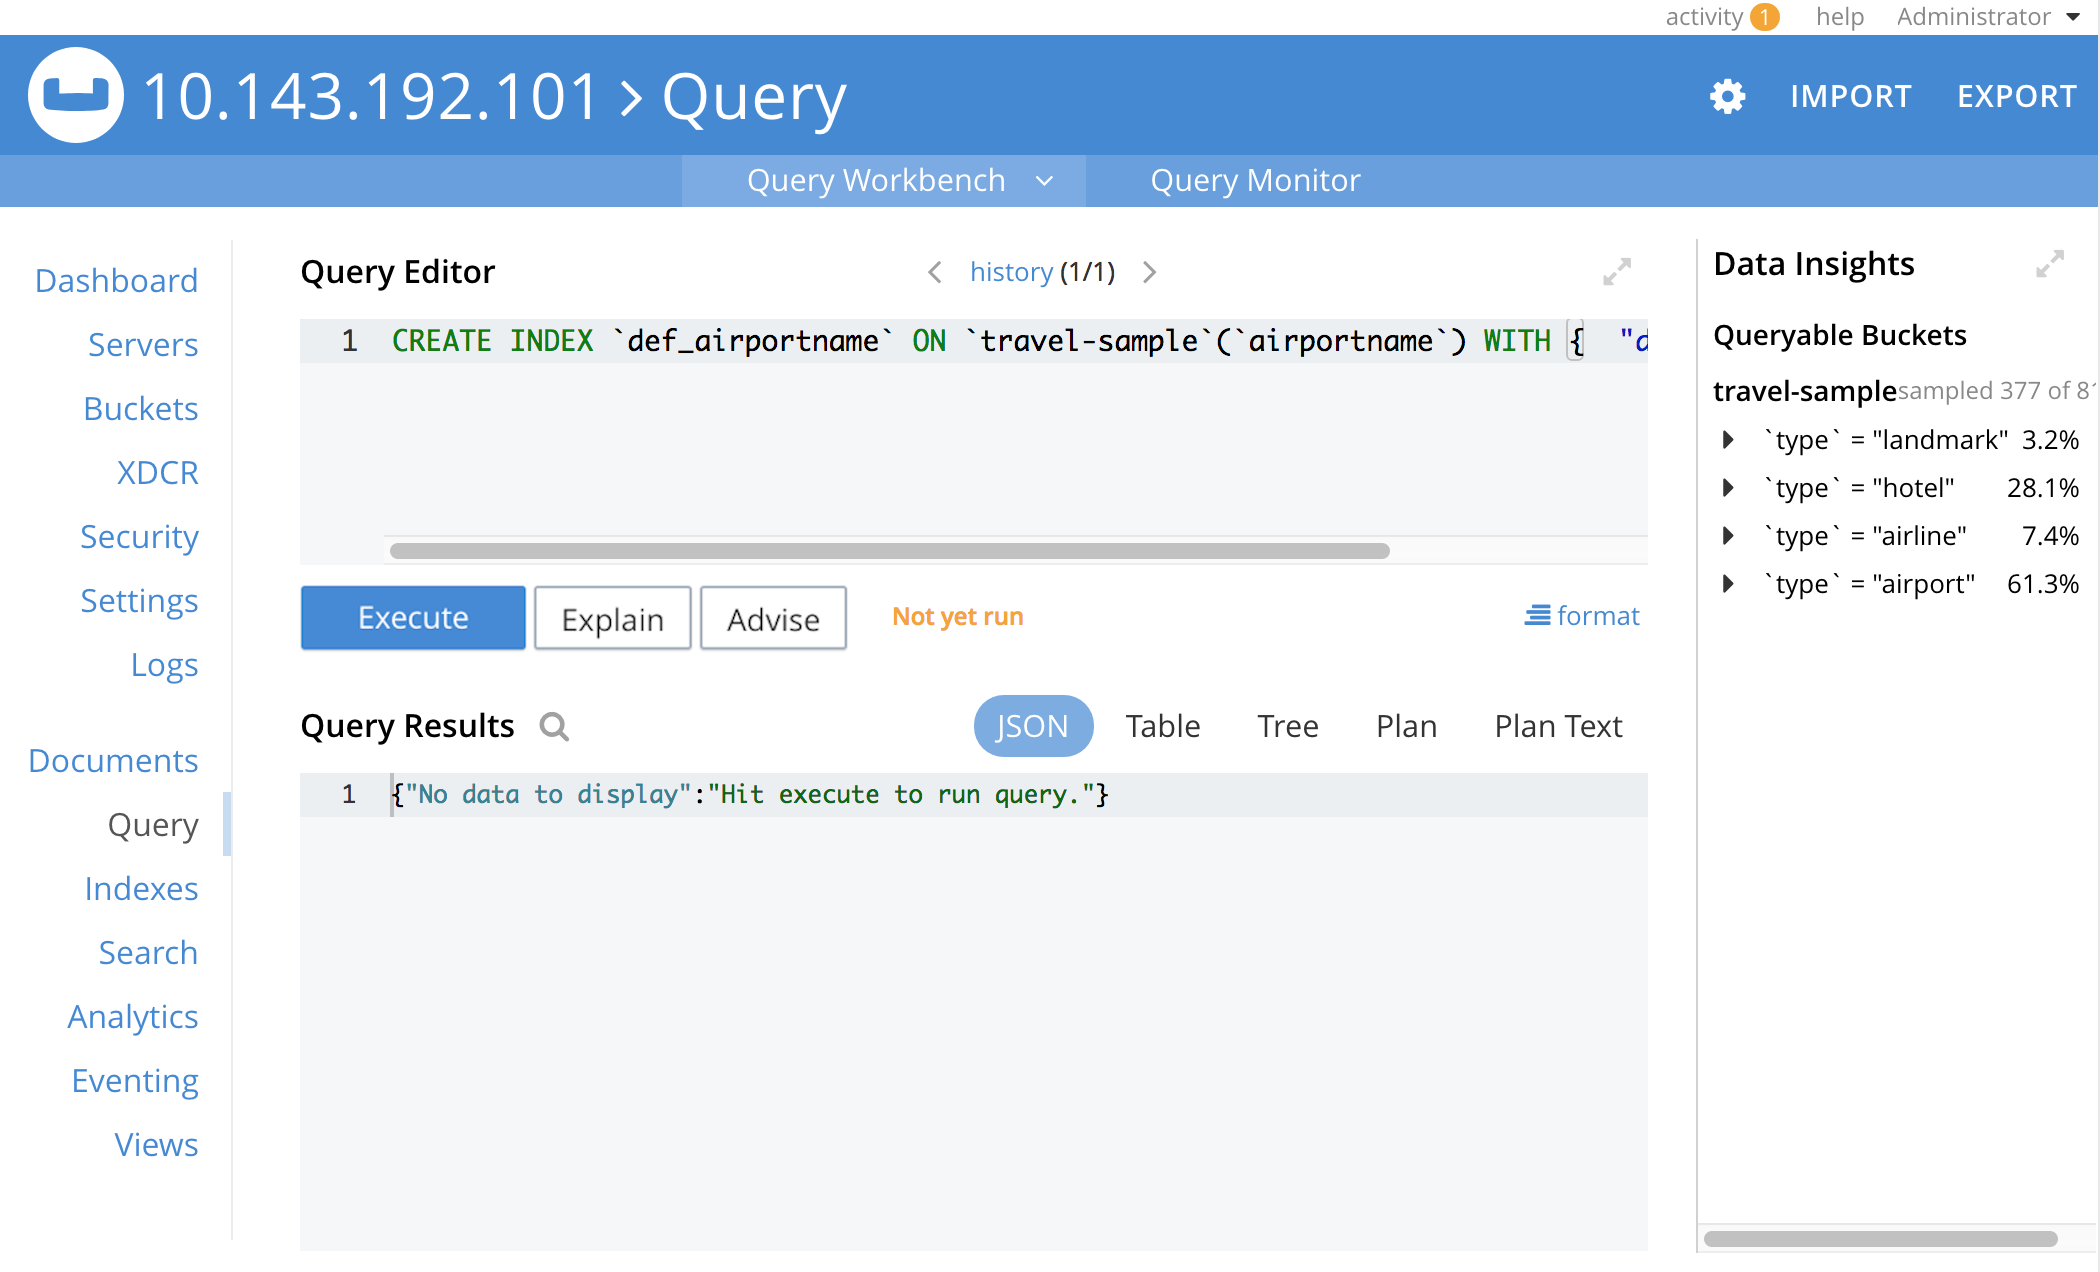 activity 1 help Administrator
10.143.192.101 > Query
IMPORT EXPORT
Query Workbench Query Monitor
Dashboard
Servers
Buckets
XDCR
Security
Settings
Logs
Documents
Query
Indexes
Search
Analytics
Eventing
Views
Query Editor
history (1/1)
1 CREATE INDEX `def_airportname` ON `travel-sample`(`airportname`) WITH { "d
Execute Explain Advise Not yet run format
Query Results JSON Table Tree Plan Plan Text
1 {"No data to display":"Hit execute to run query."}
Data Insights
Queryable Buckets
travel-sample sampled 377 of 8
`type` = "landmark" 3.2%
`type` = "hotel" 28.1%
`type` = "airline" 7.4%
`type` = "airport" 61.3%